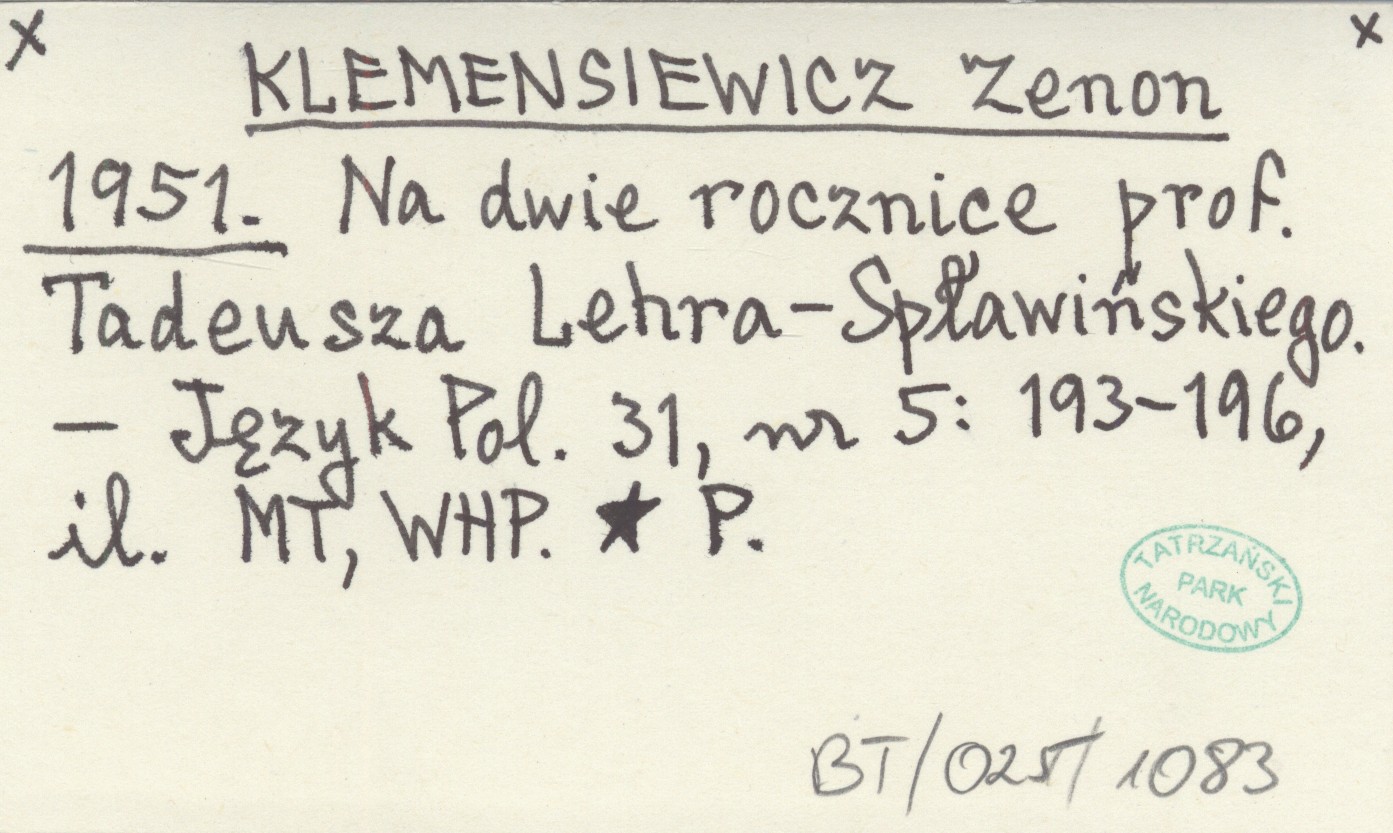 x x
KLEMENSIEWICZ Zenon
1951. Na dwie rocznice prof.
Tadeusza Lehra-Spławińskiego.
– Język Pol. 31, nr 5: 193–196,
il. MT, WHP. ★ P.
TATRZAŃSKI
PARK
NARODOWY
BT/025/1083